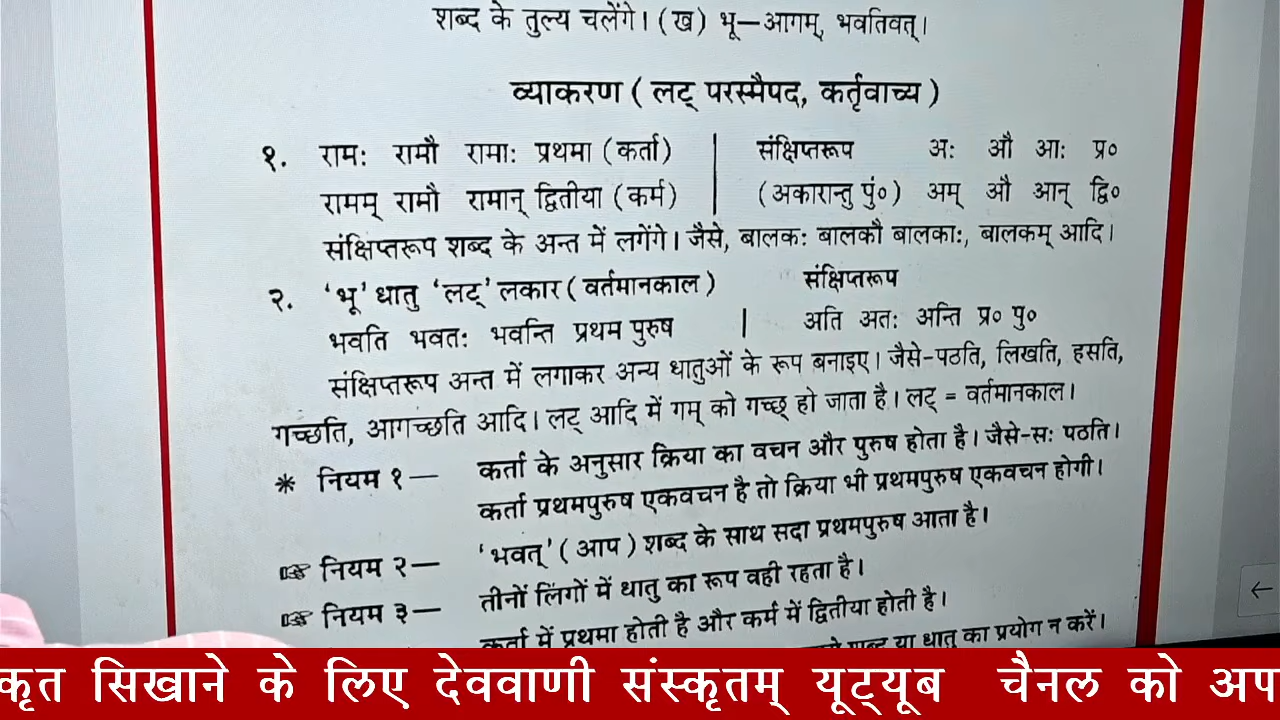 शब्द के तुल्य चलेंगे। (ख) भू—आगम्, भवतिवत्।
व्याकरण ( लट् परस्मैपद, कर्तृवाच्य )
१. रामः रामौ रामाः प्रथमा (कर्ता) | संक्षिप्तरूप अः औ आः प्र०
रामम् रामौ रामान् द्वितीया (कर्म) | (अकारान्तु पुं०) अम् औ आन् द्वि०
संक्षिप्तरूप शब्द के अन्त में लगेंगे। जैसे, बालकः बालकौ बालकाः, बालकम् आदि।
२. 'भू' धातु 'लट्' लकार ( वर्तमानकाल ) संक्षिप्तरूप
भवति भवतः भवन्ति प्रथम पुरुष | अति अतः अन्ति प्र० पु०
संक्षिप्तरूप अन्त में लगाकर अन्य धातुओं के रूप बनाइए। जैसे-पठति, लिखति, हसति,
गच्छति, आगच्छति आदि। लट् आदि में गम् को गच्छ् हो जाता है। लट् = वर्तमानकाल।
* नियम १— कर्ता के अनुसार क्रिया का वचन और पुरुष होता है। जैसे-सः पठति।
कर्ता प्रथमपुरुष एकवचन है तो क्रिया भी प्रथमपुरुष एकवचन होगी।
☞ नियम २— 'भवत्' ( आप ) शब्द के साथ सदा प्रथमपुरुष आता है।
☞ नियम ३— तीनों लिंगों में धातु का रूप वही रहता है।
कर्ता में प्रथमा होती है और कर्म में द्वितीया होती है।
शब्द या धातु का प्रयोग न करें।
कृत सिखाने के लिए देववाणी संस्कृतम् यूट्यूब चैनल को अप